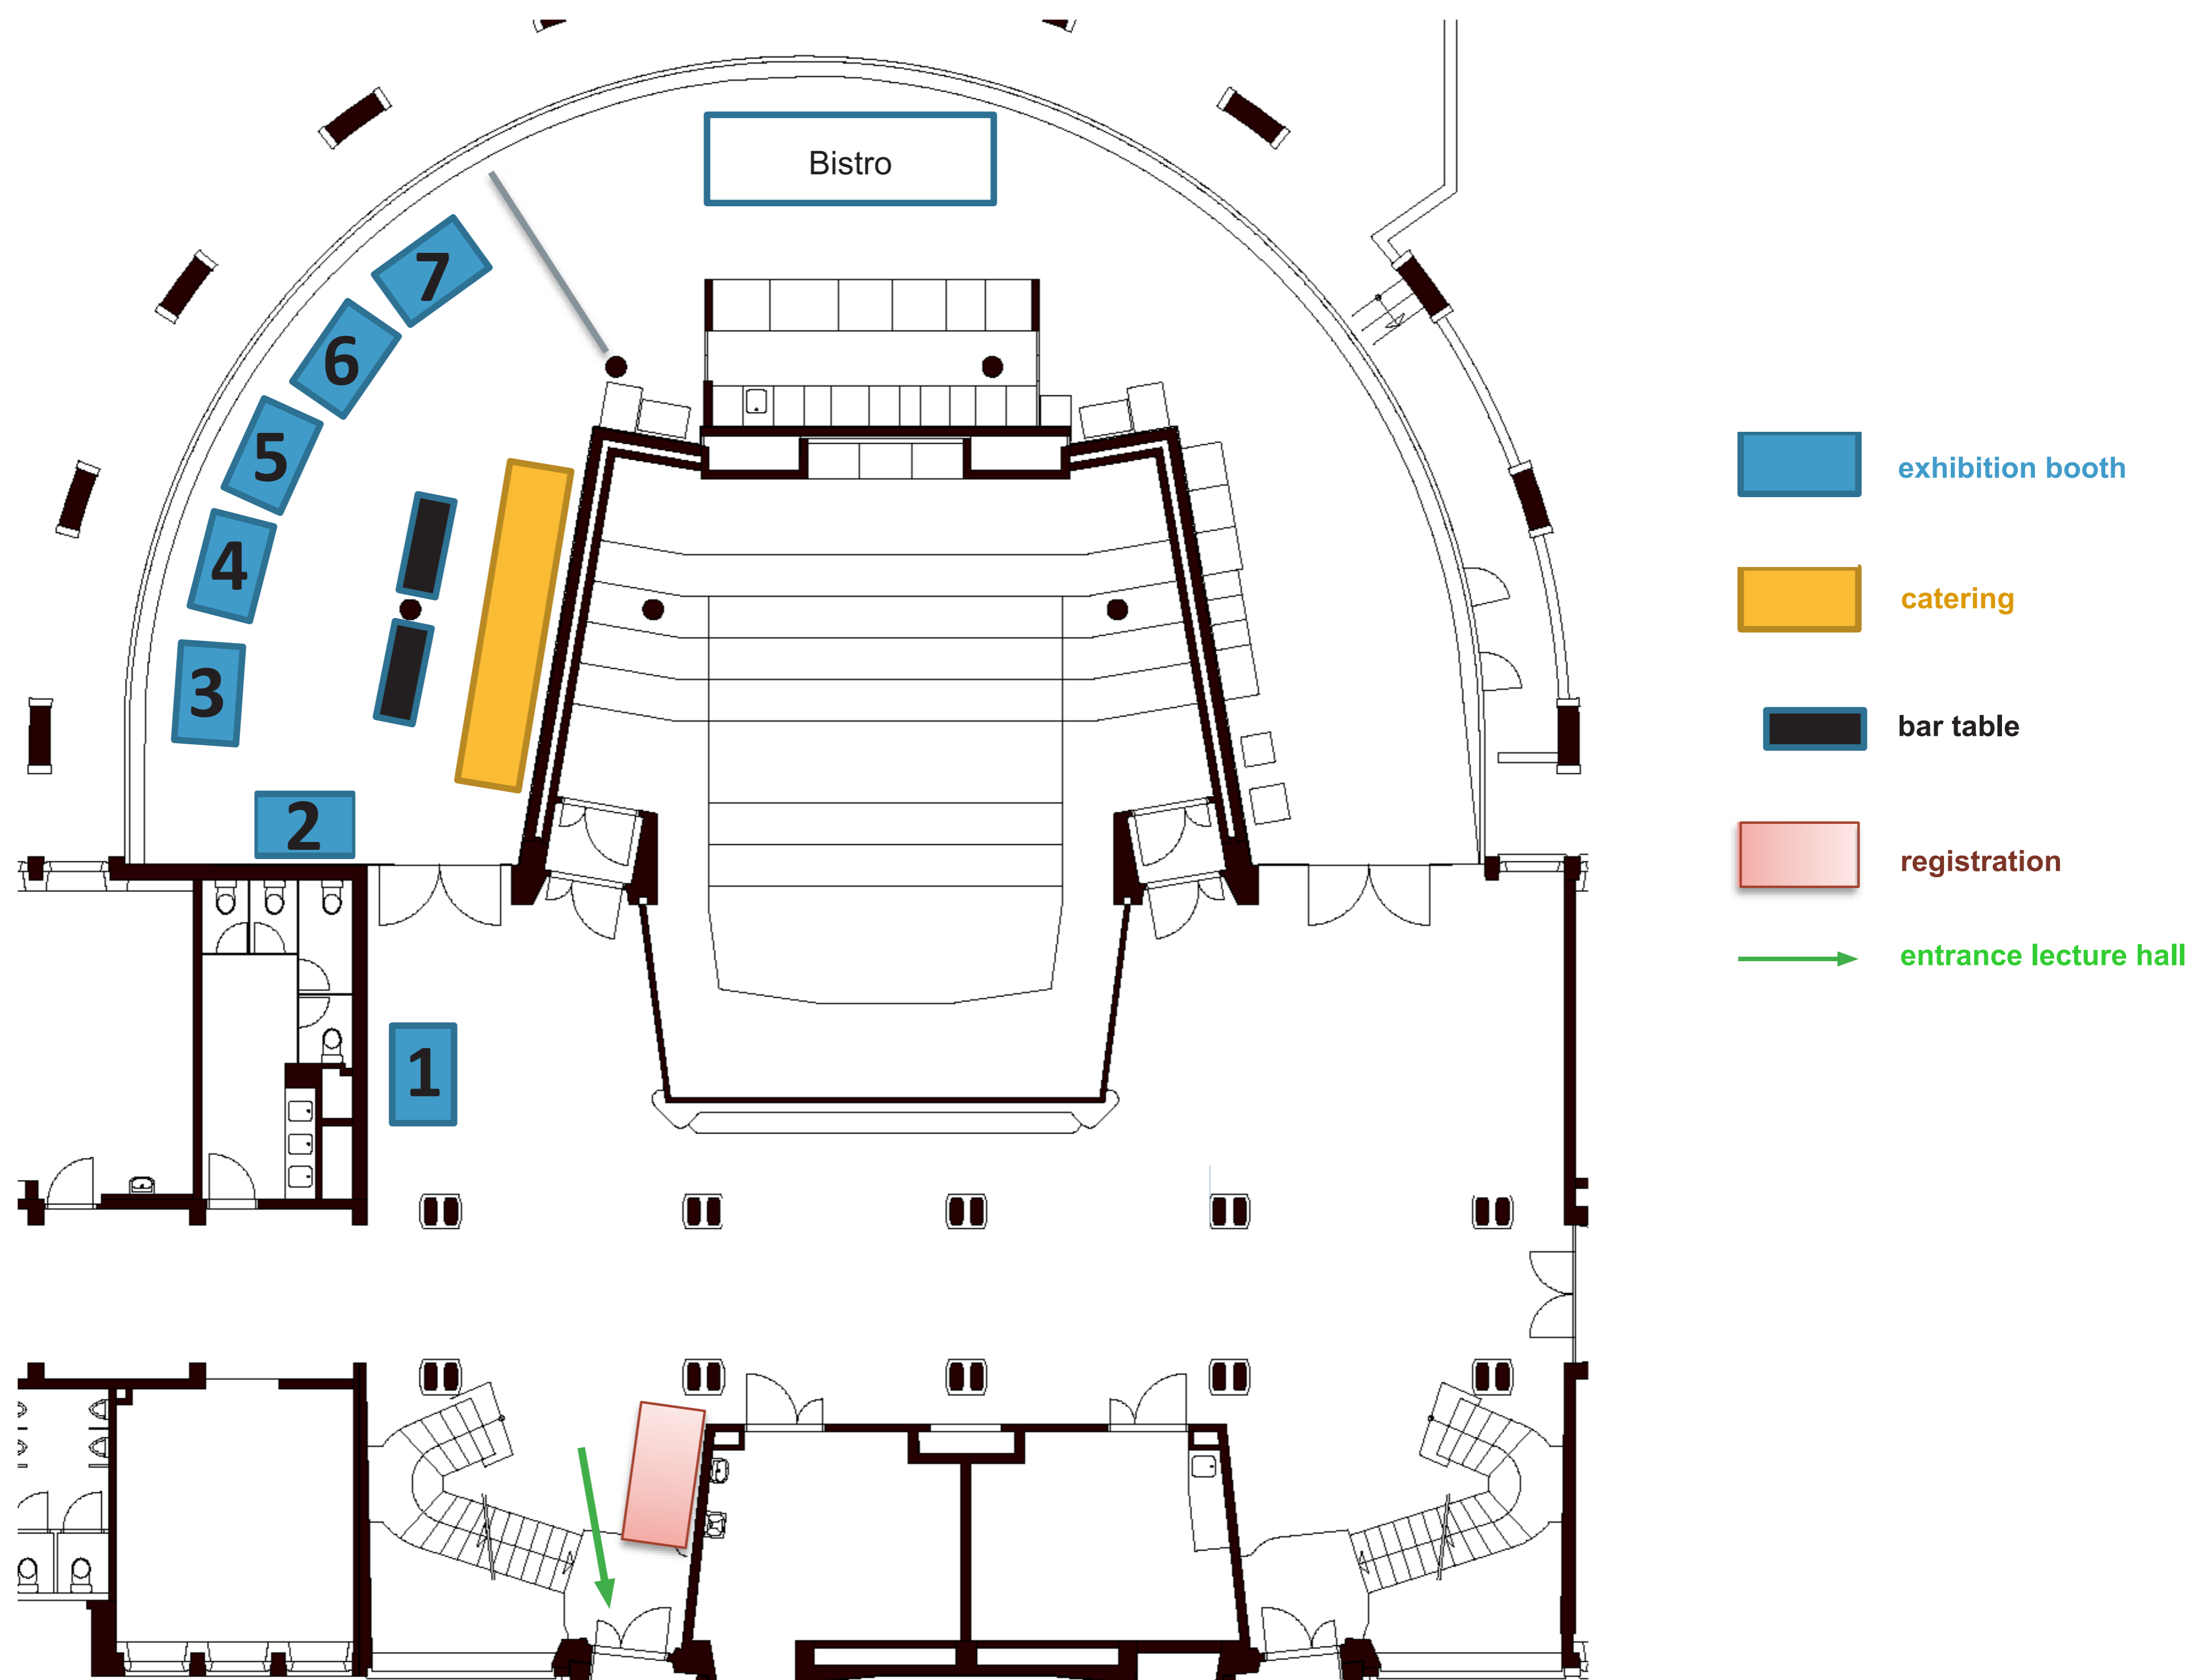 Bistro
7
6
5
4
3
2
1
exhibition booth
catering
bar table
registration
entrance lecture hall